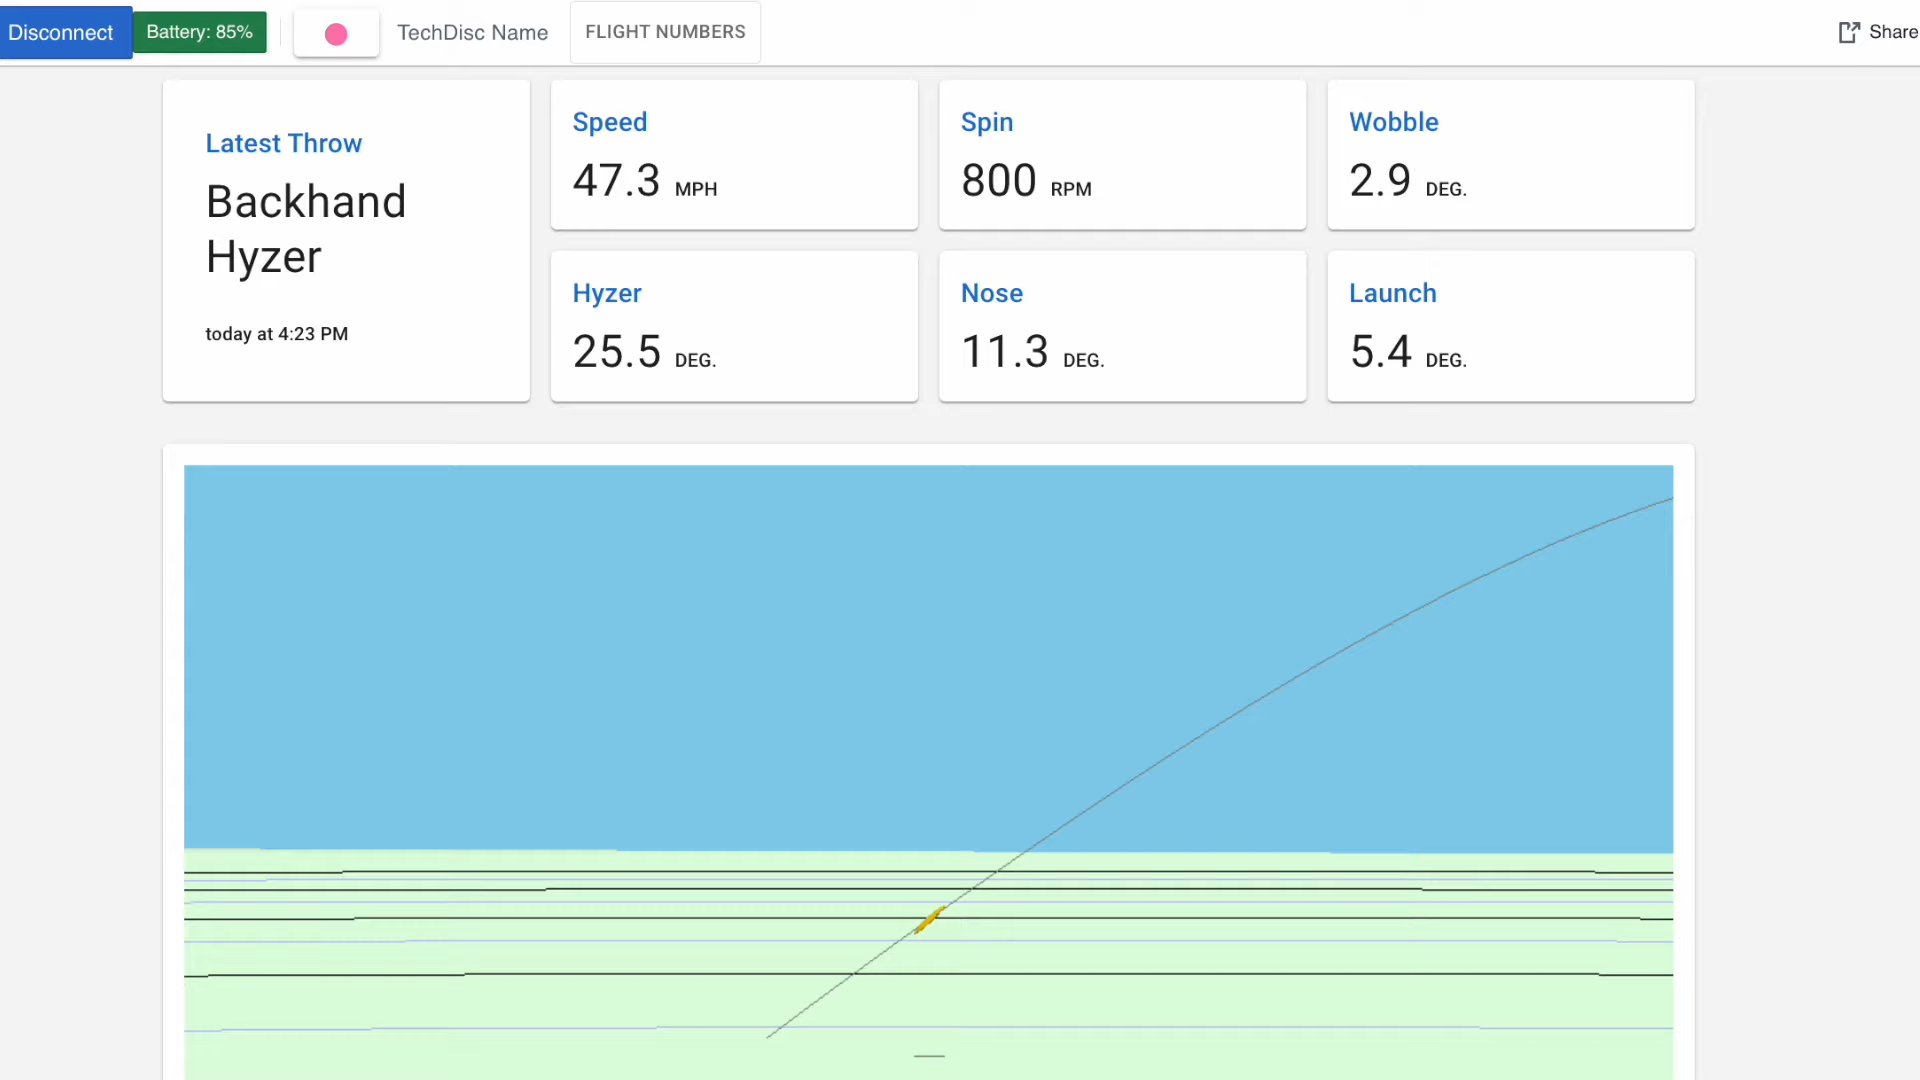 Disconnect
Battery: 85%
TechDisc Name
FLIGHT NUMBERS
Share
Latest Throw
Backhand
Hyzer
today at 4:23 PM
Speed
47.3 MPH
Spin
800 RPM
Wobble
2.9 DEG.
Hyzer
25.5 DEG.
Nose
11.3 DEG.
Launch
5.4 DEG.